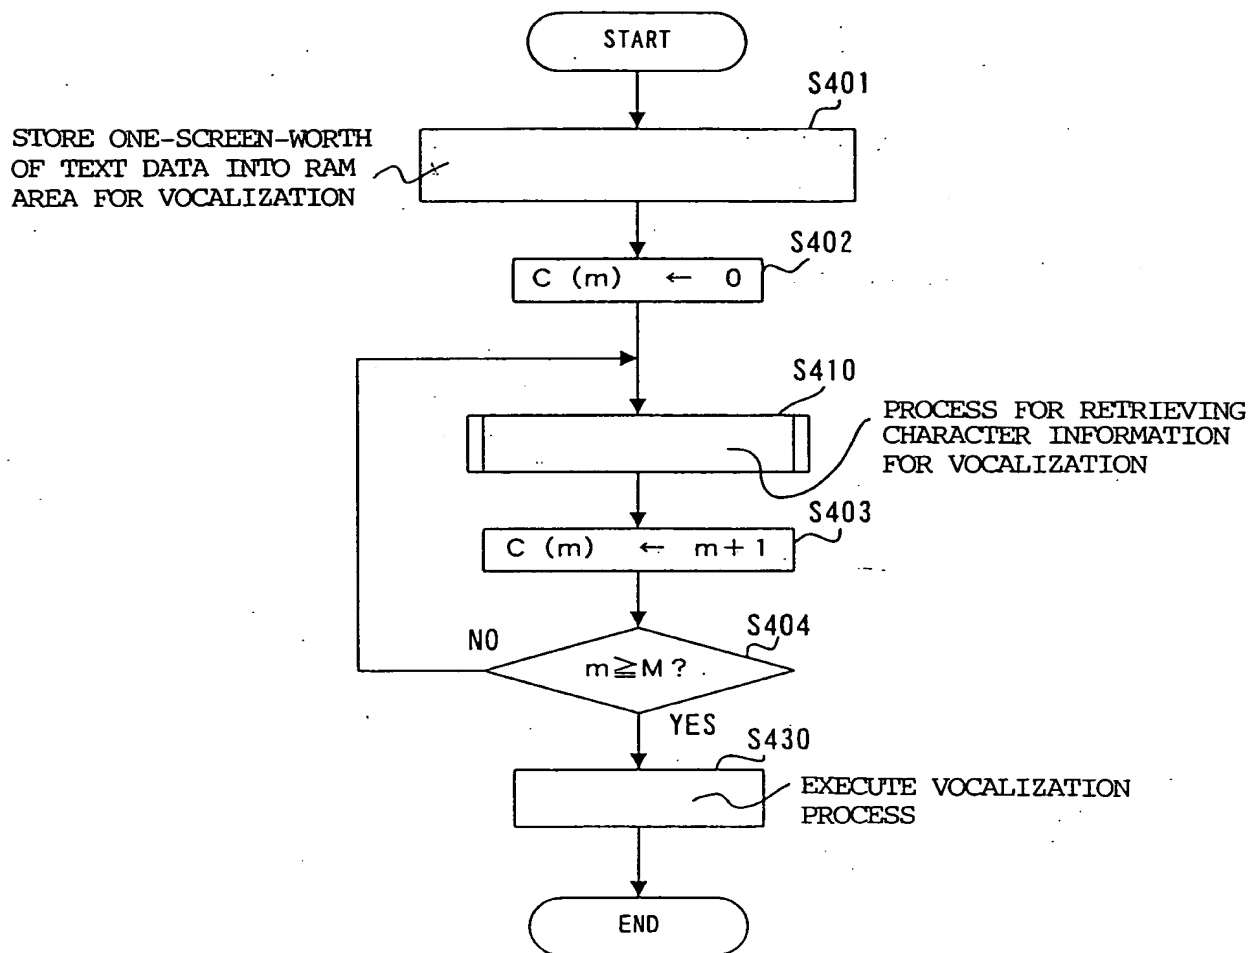 START
S401
STORE ONE-SCREEN-WORTH
OF TEXT DATA INTO RAM
AREA FOR VOCALIZATION
S402
C (m) ← 0
S410
PROCESS FOR RETRIEVING
CHARACTER INFORMATION
FOR VOCALIZATION
S403
C (m) ← m+1
S404
NO
m≧M?
YES
S430
EXECUTE VOCALIZATION
PROCESS
END